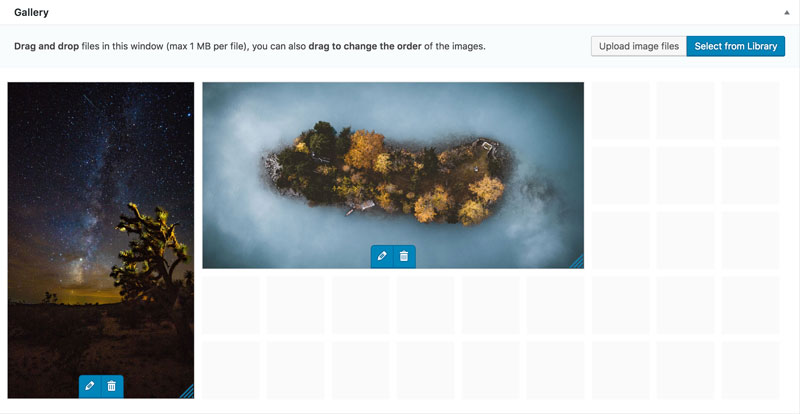 Gallery
Drag and drop files in this window (max 1 MB per file), you can also drag to change the order of the images.
Upload image files
Select from Library